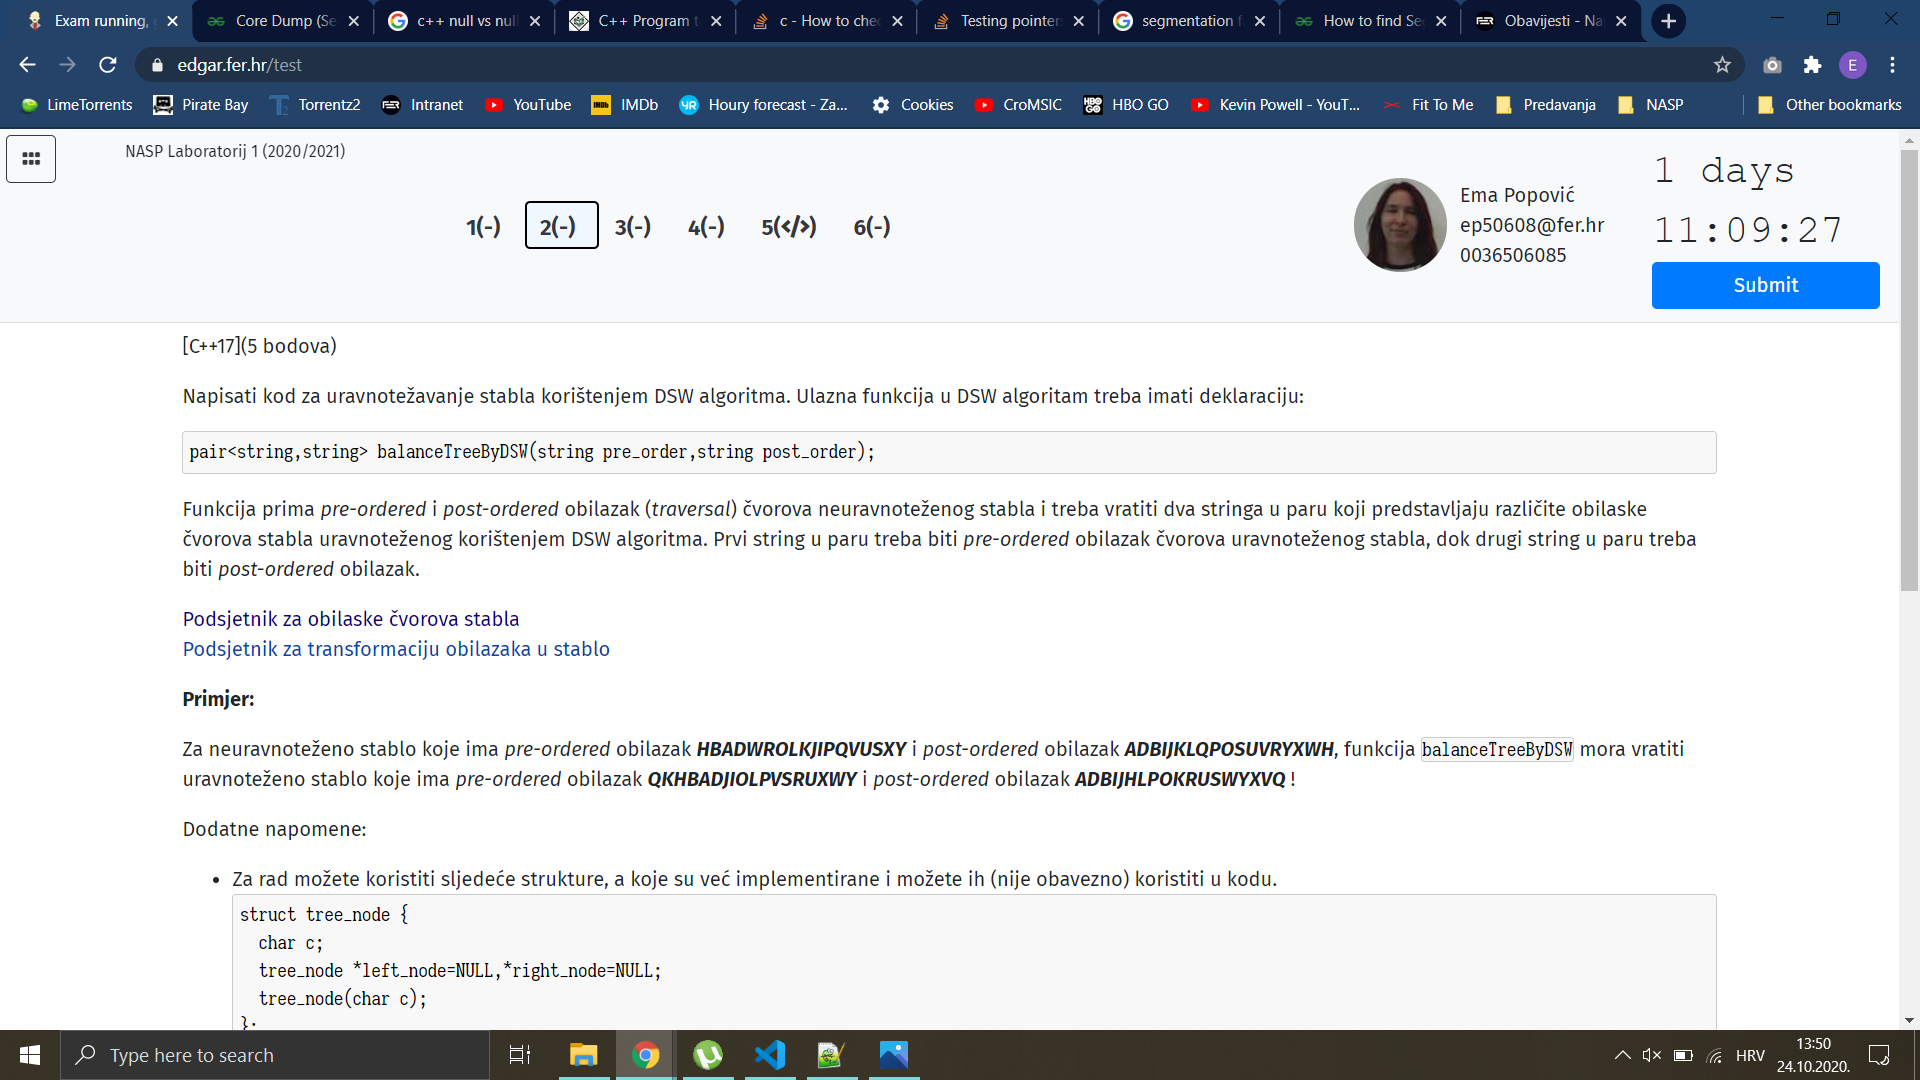 Exam running,
Core Dump (Se
c++ null vs null
C++ Program t
c - How to chec
Testing pointer
segmentation f
How to find Seg
Obavijesti - Na
edgar.fer.hr/test
E
LimeTorrents
Pirate Bay
Torrentz2
Intranet
YouTube
IMDb
Houry forecast - Za...
Cookies
CroMSIC
HBO GO
Kevin Powell - YouT...
Fit To Me
Predavanja
NASP
Other bookmarks
NASP Laboratorij 1 (2020/2021)
1(-) 2(-) 3(-) 4(-) 5(</>) 6(-)
Ema Popović
ep50608@fer.hr
0036506085
1 days
11:09:27
Submit
[C++17](5 bodova)
Napisati kod za uravnotežavanje stabla korištenjem DSW algoritma. Ulazna funkcija u DSW algoritam treba imati deklaraciju:
pair<string,string> balanceTreeByDSW(string pre_order,string post_order);
Funkcija prima pre-ordered i post-ordered obilazak (traversal) čvorova neuravnoteženog stabla i treba vratiti dva stringa u paru koji predstavljaju različite obilaske
čvorova stabla uravnoteženog korištenjem DSW algoritma. Prvi string u paru treba biti pre-ordered obilazak čvorova uravnoteženog stabla, dok drugi string u paru treba
biti post-ordered obilazak.
Podsjetnik za obilaske čvorova stabla
Podsjetnik za transformaciju obilazaka u stablo
Primjer:
Za neuravnoteženo stablo koje ima pre-ordered obilazak HBADWROLKJIPQVUSXY i post-ordered obilazak ADBIJKLQPOSUVRYXWH, funkcija balanceTreeByDSW mora vratiti
uravnoteženo stablo koje ima pre-ordered obilazak QKHBADJIOLPVSRUXWY i post-ordered obilazak ADBIJHLPOKRUSWYXVQ !
Dodatne napomene:
• Za rad možete koristiti sljedeće strukture, a koje su već implementirane i možete ih (nije obavezno) koristiti u kodu.
struct tree_node {
char c;
tree_node *left_node=NULL,*right_node=NULL;
tree_node(char c);
};
Type here to search
HRV
13:50
24.10.2020.